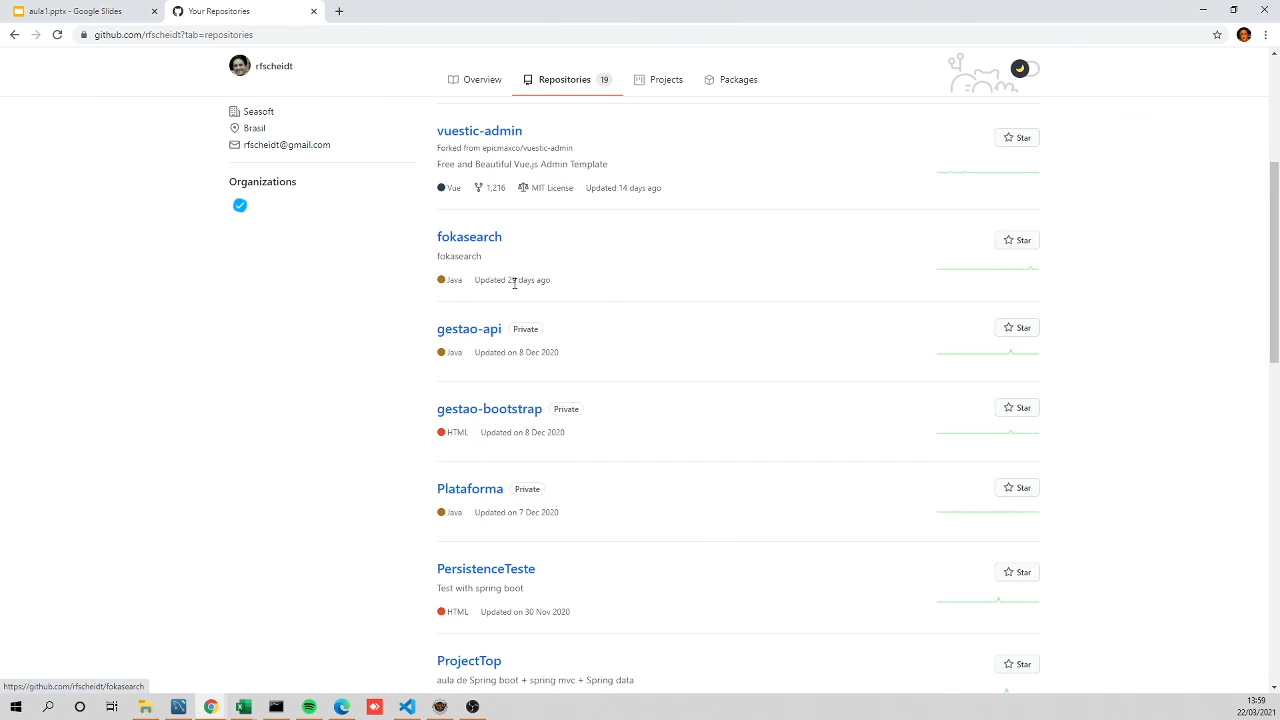 aula1.pptx - Google Slides
Your Repositories
github.com/rfscheidt?tab=repositories
rfscheidt
Overview
Repositories 19
Projects
Packages
Seasoft
Brasil
rfscheidt@gmail.com
Organizations
vuestic-admin
Star
Forked from epicmaxco/vuestic-admin
Free and Beautiful Vue.js Admin Template
Vue 1,216 MIT License Updated 14 days ago
fokasearch
Star
fokasearch
Java Updated days ago
gestao-api Private
Star
Java Updated on 8 Dec 2020
gestao-bootstrap Private
Star
HTML Updated on 8 Dec 2020
Plataforma Private
Star
Java Updated on 7 Dec 2020
PersistenceTeste
Star
Test with spring boot
HTML Updated on 30 Nov 2020
ProjectTop
Star
aula de Spring boot + spring mvc + Spring data
https://github.com/rfscheidt/fokasearch
13:59
22/03/2021